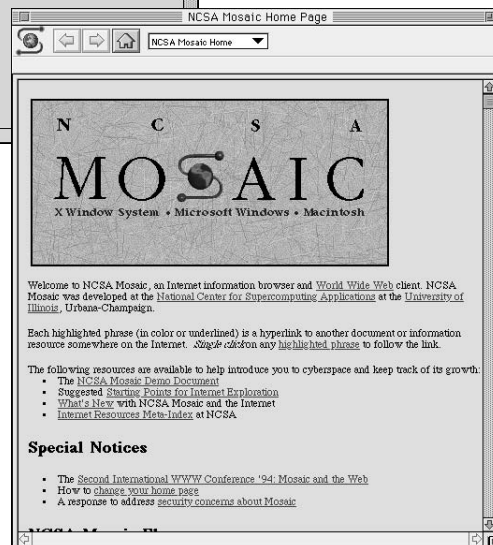 NCSA Mosaic Home Page
NCSA Mosaic Home
N C S A
MOSAIC
X Window System • Microsoft Windows • Macintosh
Welcome to NCSA Mosaic, an Internet information browser and World Wide Web client. NCSA
Mosaic was developed at the National Center for Supercomputing Applications at the University of
Illinois, Urbana-Champaign.
Each highlighted phrase (in color or underlined) is a hyperlink to another document or information
resource somewhere on the Internet. Single click on any highlighted phrase to follow the link.
The following resources are available to help introduce you to cyberspace and keep track of its growth:
• The NCSA Mosaic Demo Document
• Suggested Starting Points for Internet Exploration
• What's New with NCSA Mosaic and the Internet
• Internet Resources Meta-Index at NCSA
Special Notices
• The Second International WWW Conference '94: Mosaic and the Web
• How to change your home page
• A response to address security concerns about Mosaic